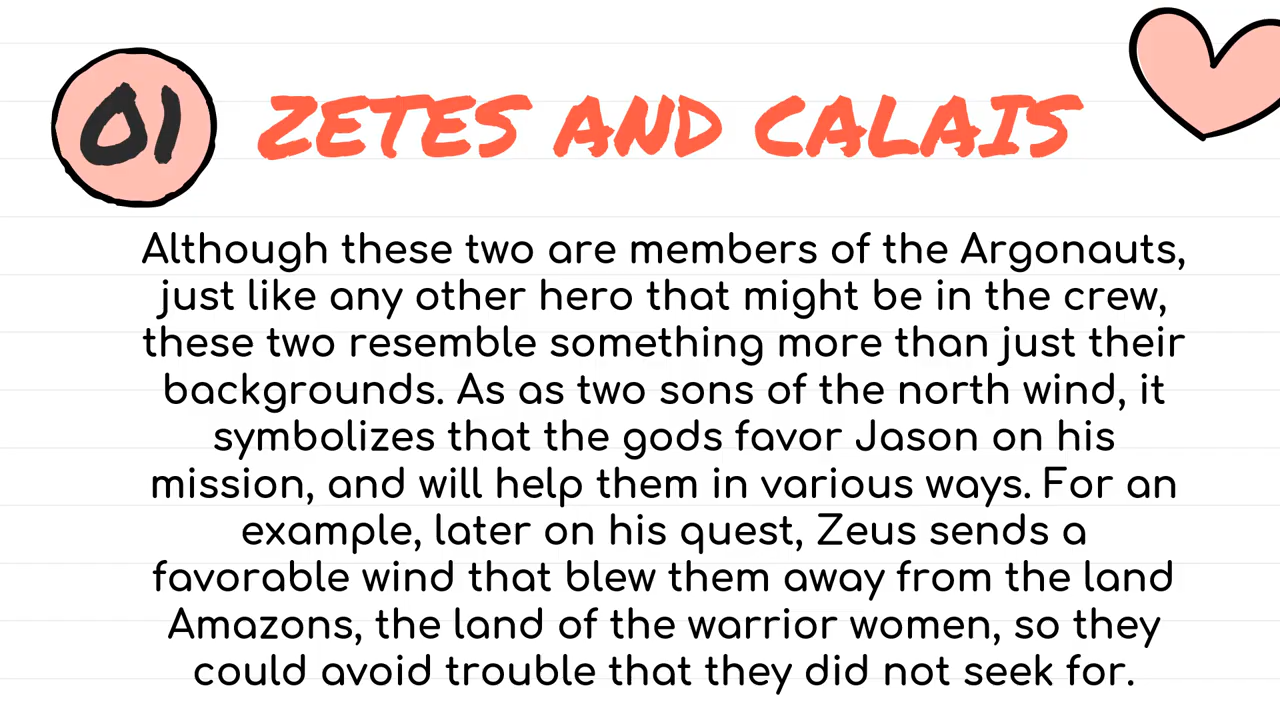 01 ZETES AND CALAIS
Although these two are members of the Argonauts,
just like any other hero that might be in the crew,
these two resemble something more than just their
backgrounds. As as two sons of the north wind, it
symbolizes that the gods favor Jason on his
mission, and will help them in various ways. For an
example, later on his quest, Zeus sends a
favorable wind that blew them away from the land
Amazons, the land of the warrior women, so they
could avoid trouble that they did not seek for.